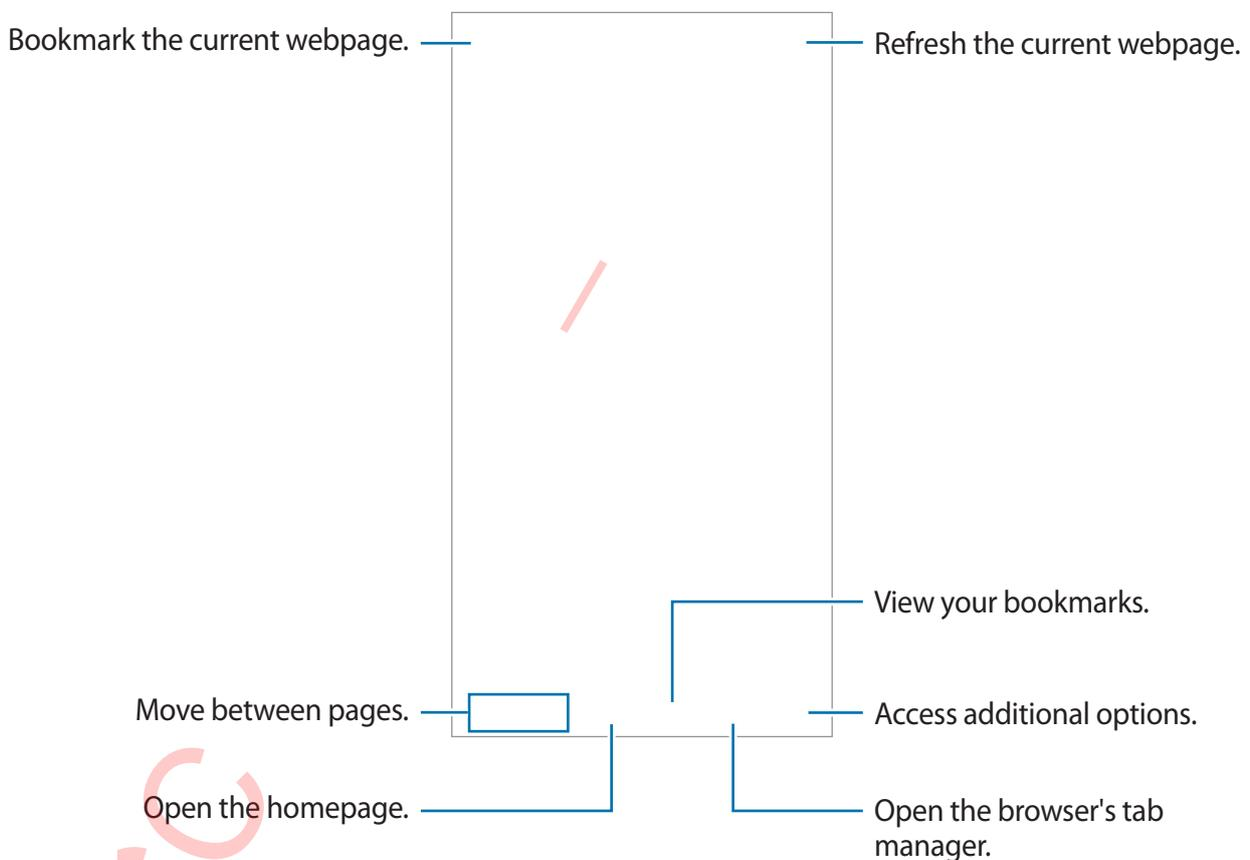 Bookmark the current webpage.
Refresh the current webpage.
View your bookmarks.
Move between pages.
Access additional options.
Open the homepage.
Open the browser's tab
manager.